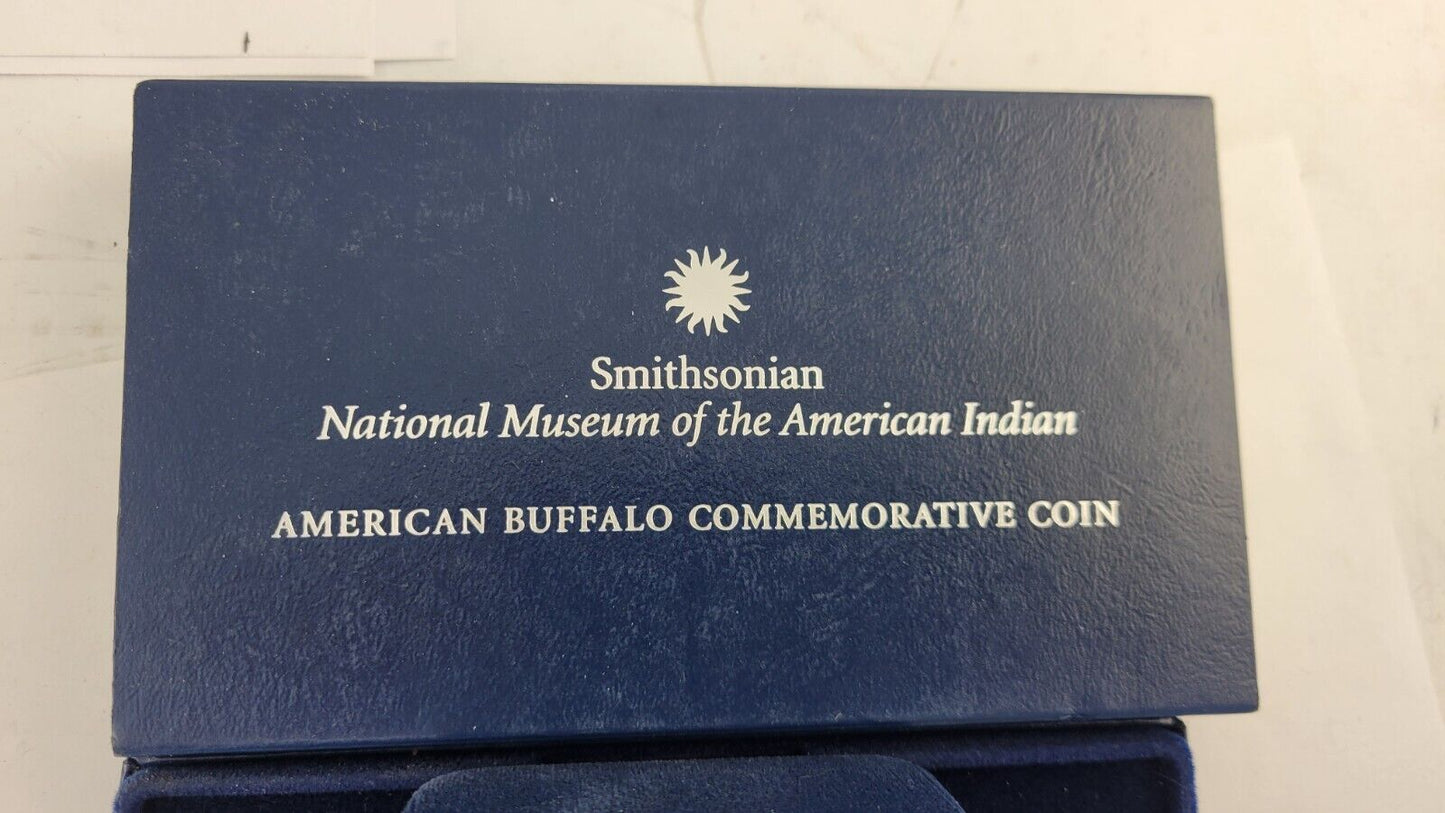 Smithsonian
National Museum of the American Indian
AMERICAN BUFFALO COMMEMORATIVE COIN